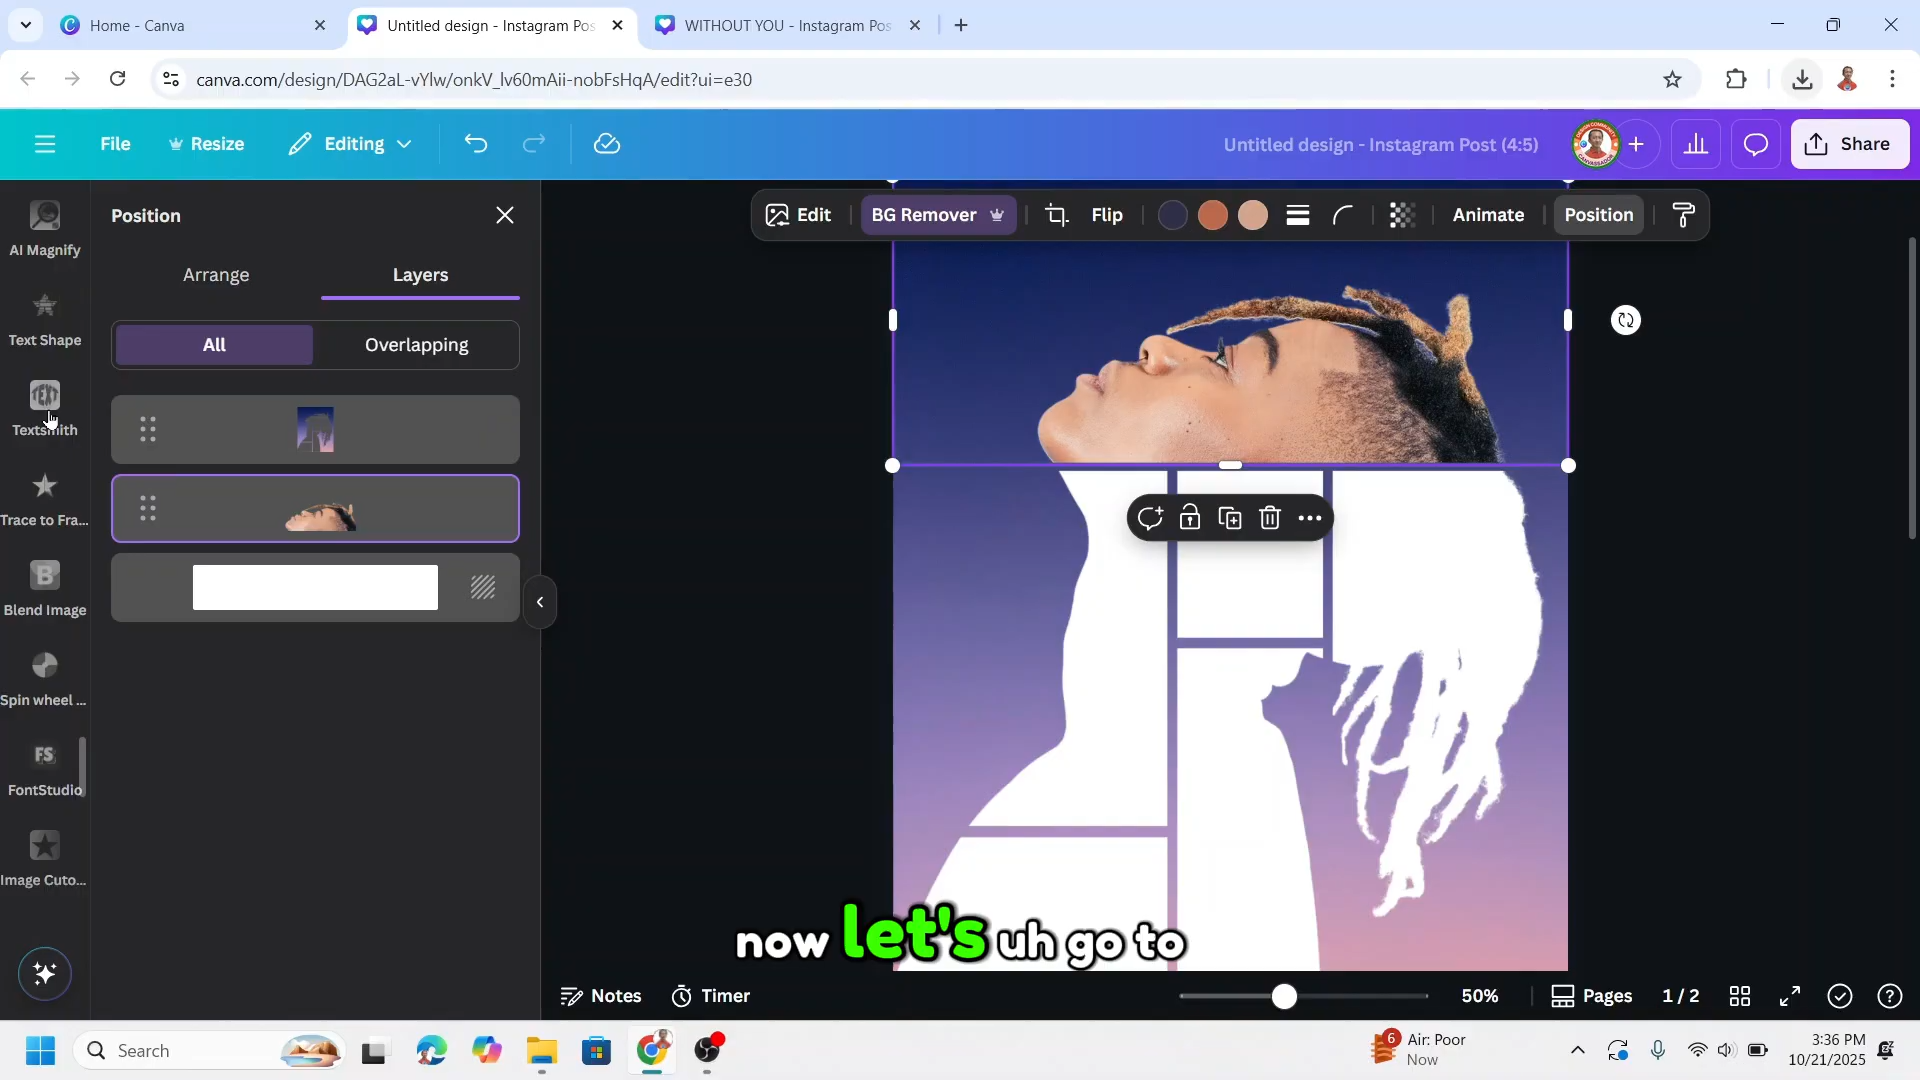 Home - Canva
Untitled design - Instagram Pos
WITHOUT YOU - Instagram Pos
canva.com/design/DAG2aL-vYlw/onkV_lv60mAii-nobFsHqA/edit?ui=e30
File
Resize
Editing
Untitled design - Instagram Post (4:5)
Share
AI Magnify
Text Shape
TEXT
Textsmith
Trace to Fra...
B
Blend Image
Spin wheel ...
FS
FontStudio
Image Cuto...
Position
Arrange
Layers
All
Overlapping
Edit
BG Remover
Flip
Animate
Position
now let's uh go to
Notes
Timer
50%
Pages
1 / 2
Search
6
Air: Poor
Now
3:36 PM
10/21/2025